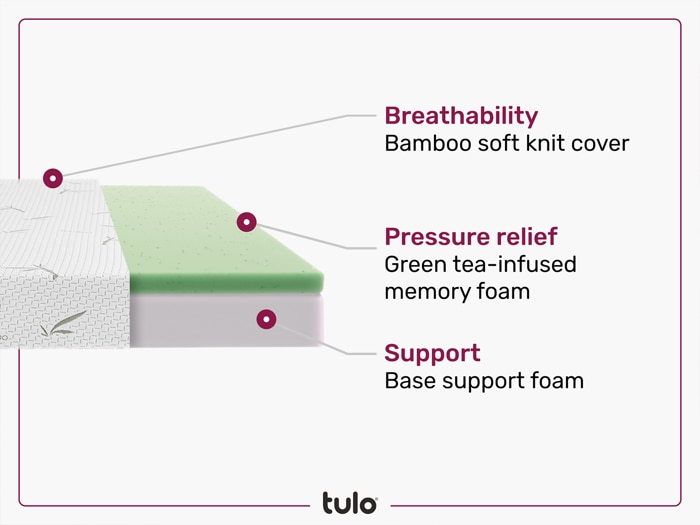 Breathability
Bamboo soft knit cover
Pressure relief
Green tea-infused
memory foam
Support
Base support foam
tulo